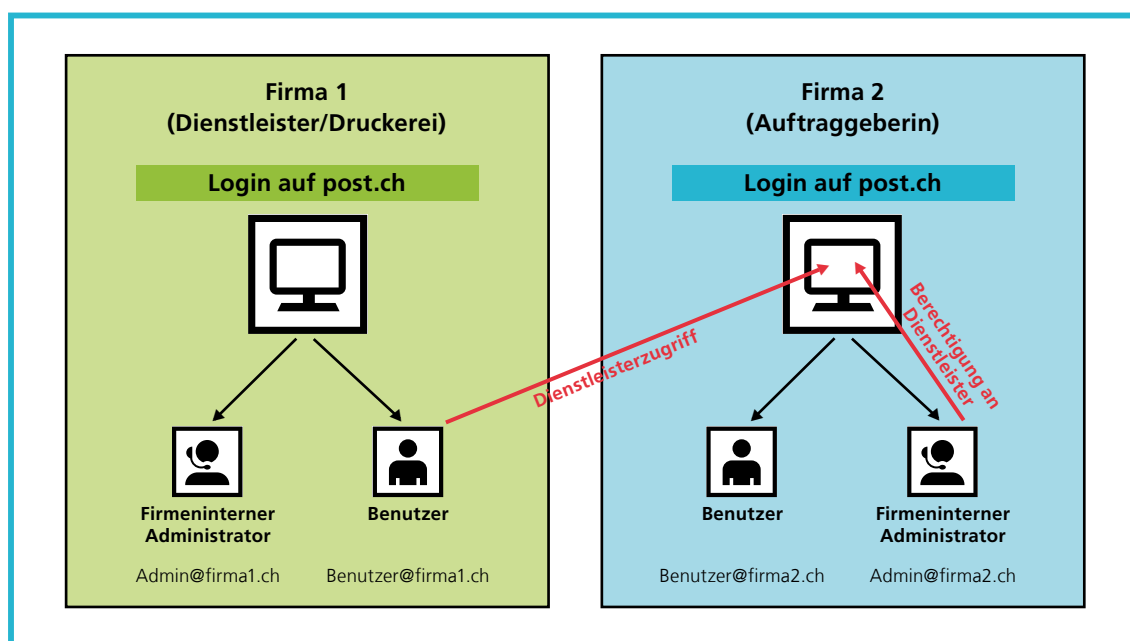 Firma 1
(Dienstleister/Druckerei)
Login auf post.ch
Firmeninterner
Administrator
Admin@firma1.ch
Benutzer
Benutzer@firma1.ch
Dienstleisterzugriff
Firma 2
(Auftraggeberin)
Login auf post.ch
Berechtigung an
Dienstleister
Benutzer
Benutzer@firma2.ch
Firmeninterner
Administrator
Admin@firma2.ch